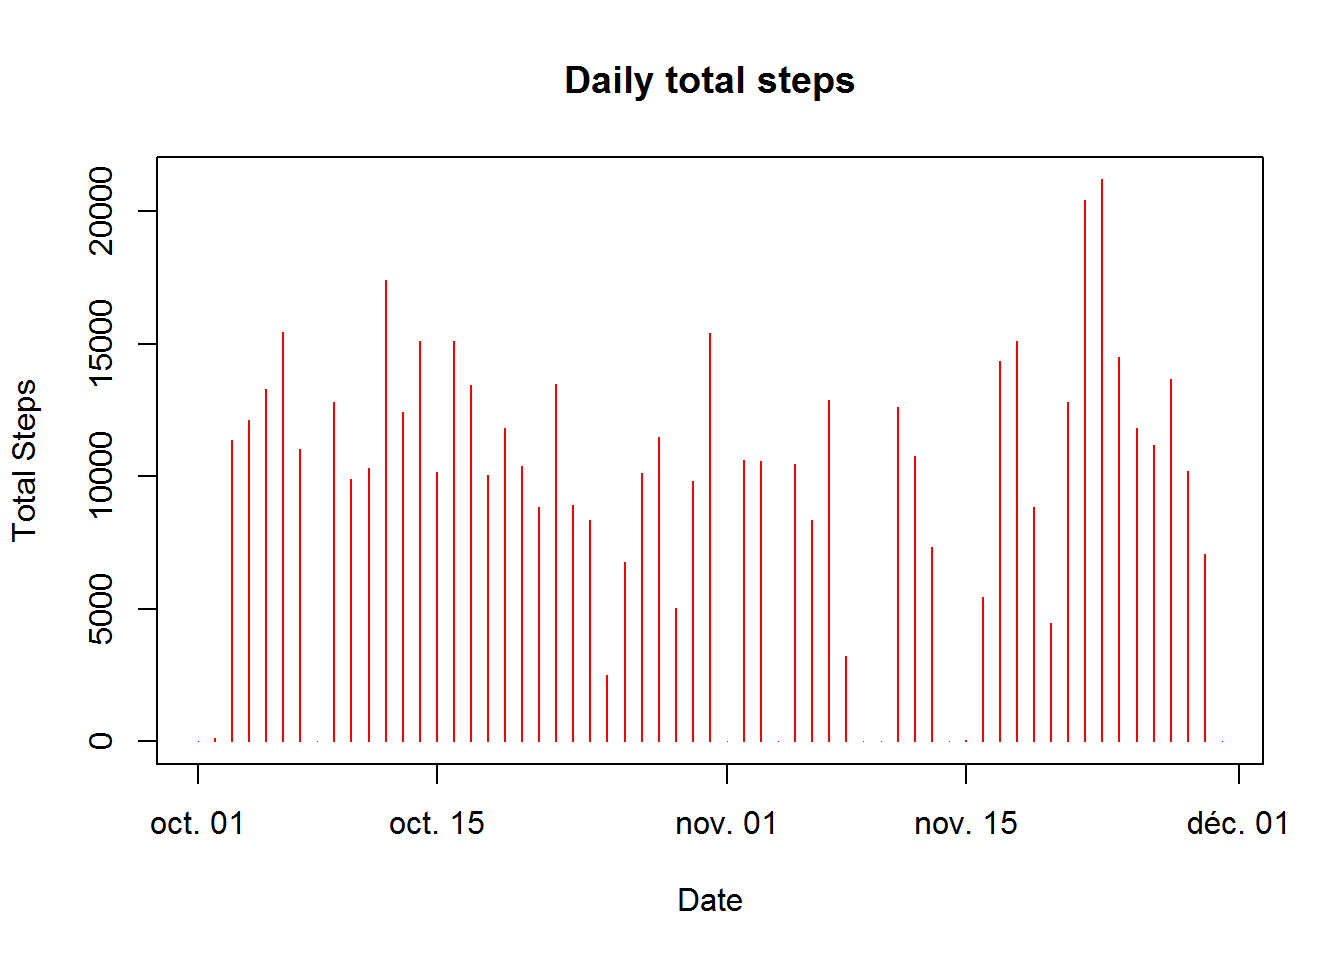 Daily total steps
Total Steps
20000
15000
10000
5000
0
oct. 01 oct. 15 nov. 01 nov. 15 déc. 01
Date